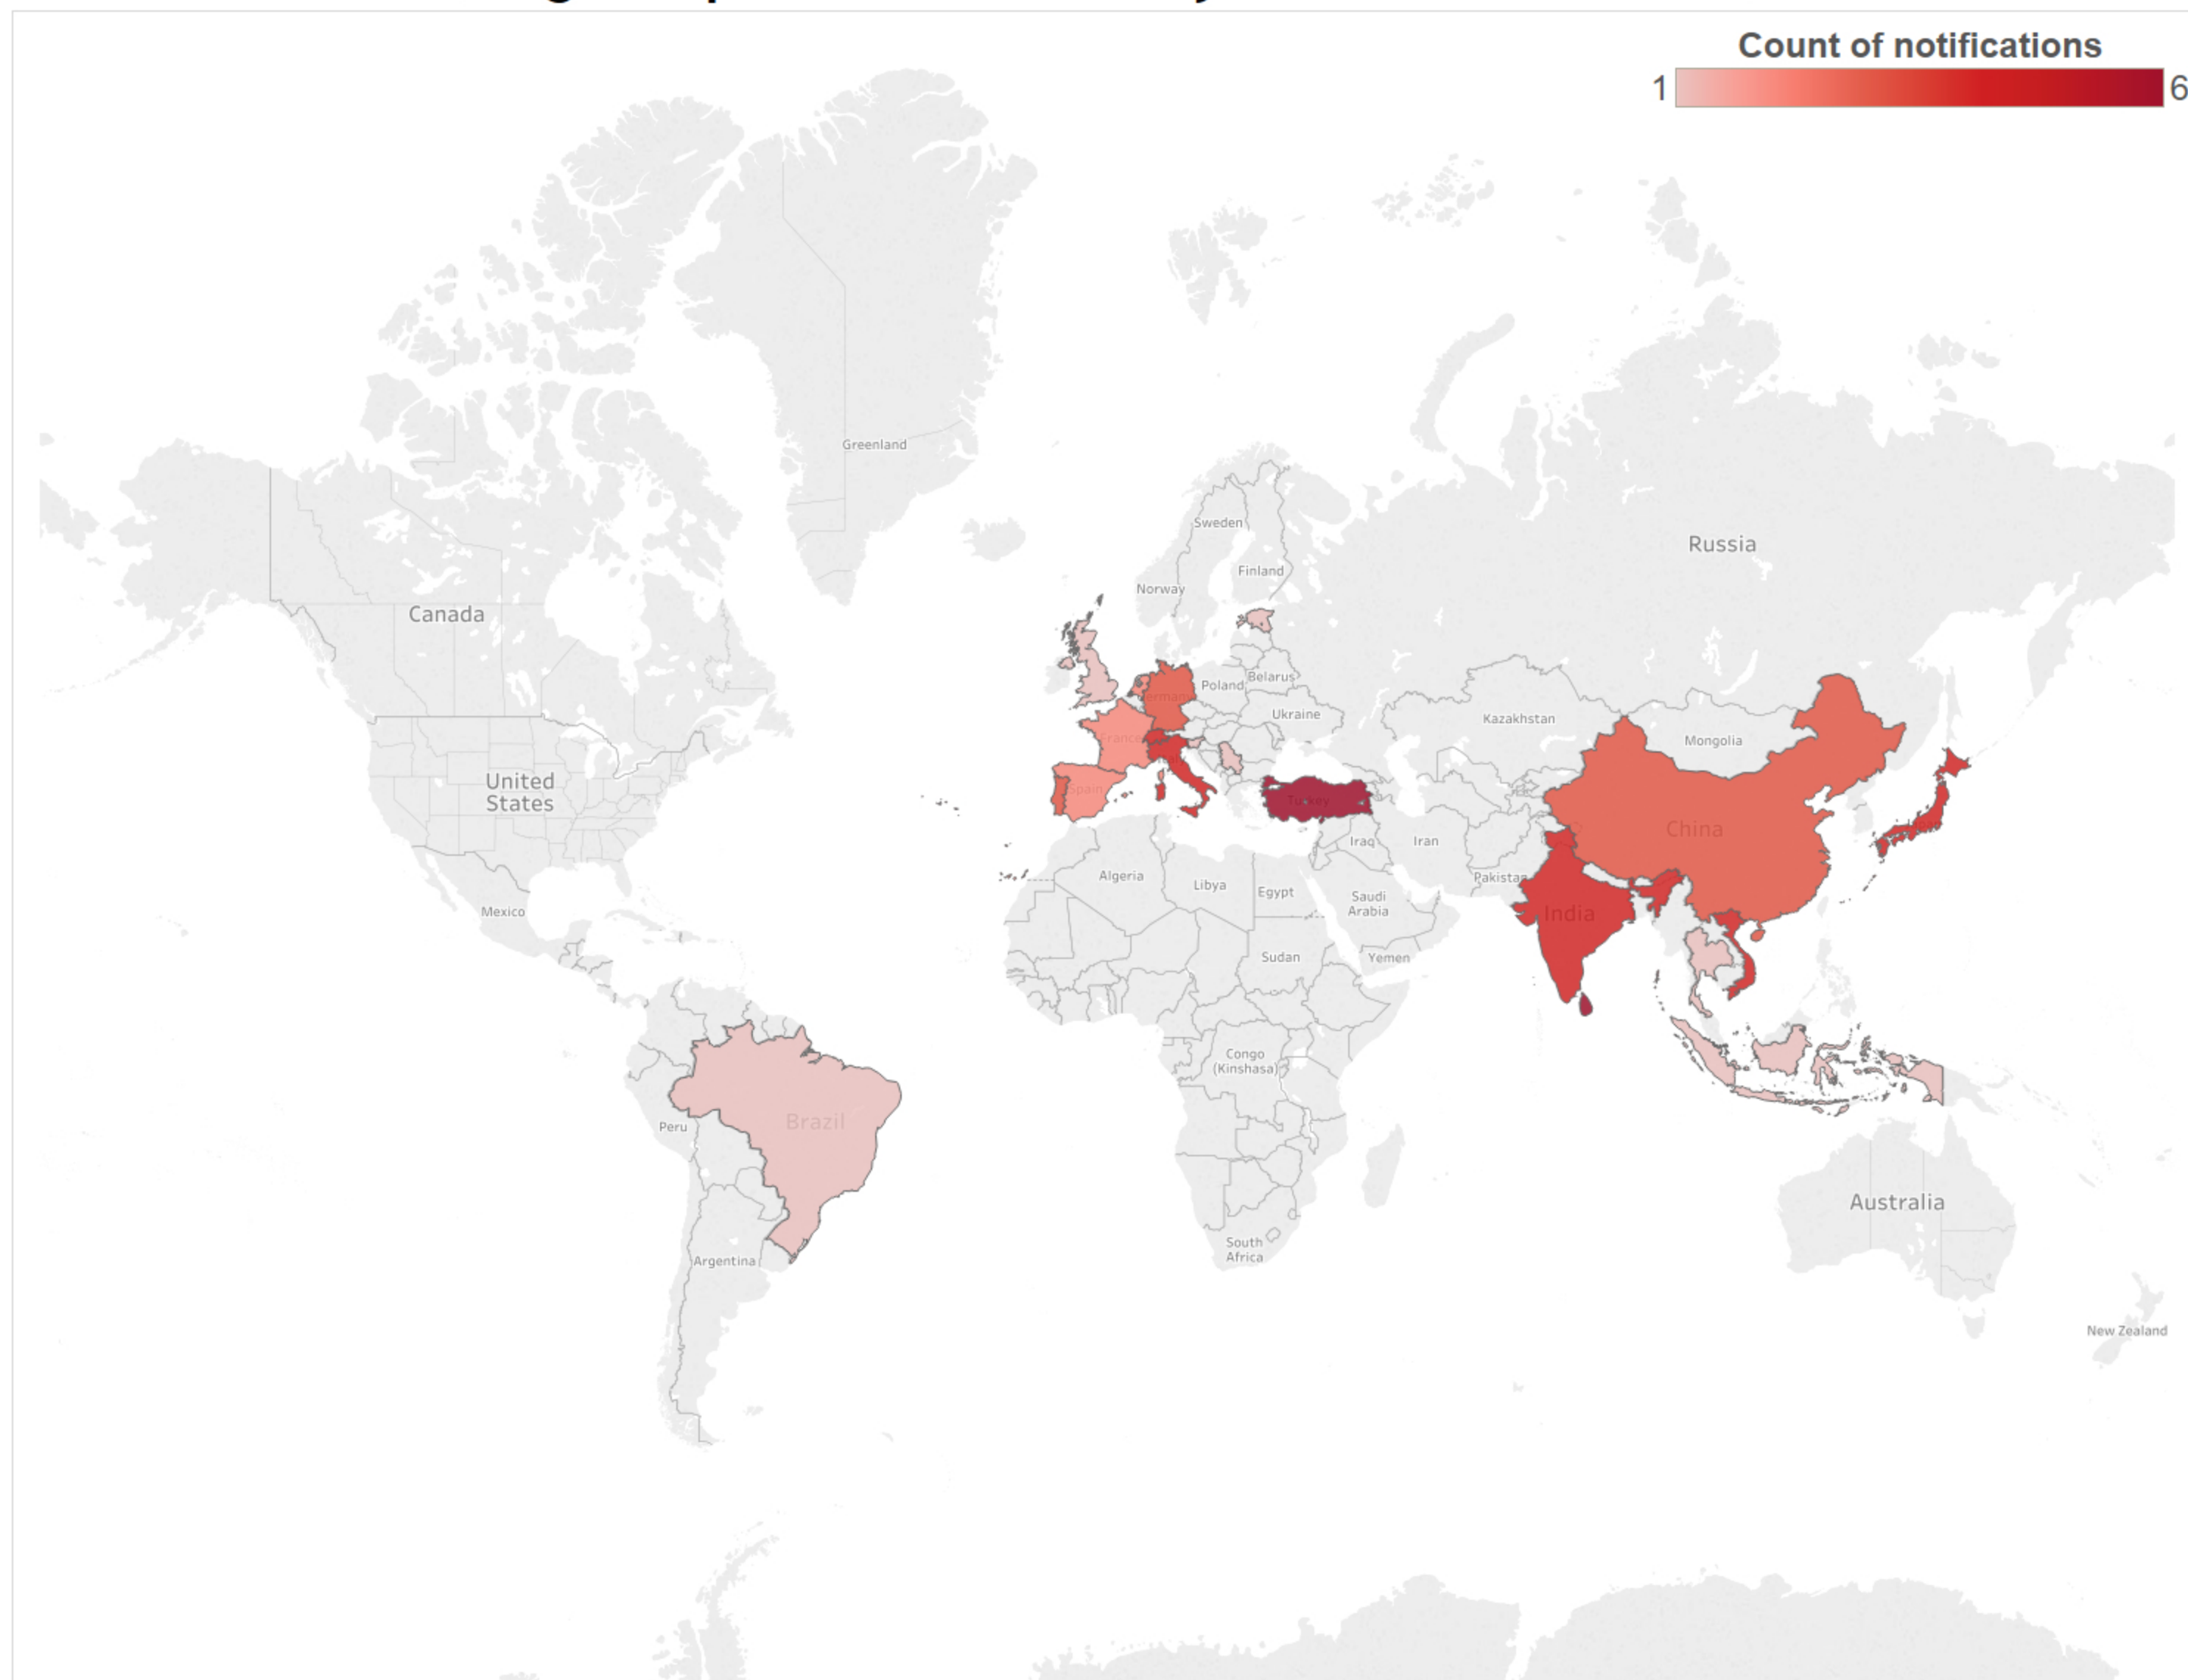 Count of notifications
1
6
Greenland
Sweden
Russia
Finland
Norway
Canada
Germany
Poland
Belarus
Ukraine
Kazakhstan
France
Mongolia
United
States
Spain
Turkey
China
Iraq
Iran
Algeria
Libya
Egypt
Pakistan
Saudi
Arabia
Mexico
India
Sudan
Yemen
Congo
(Kinshasa)
Brazil
Peru
Australia
South
Africa
Argentina
New Zealand